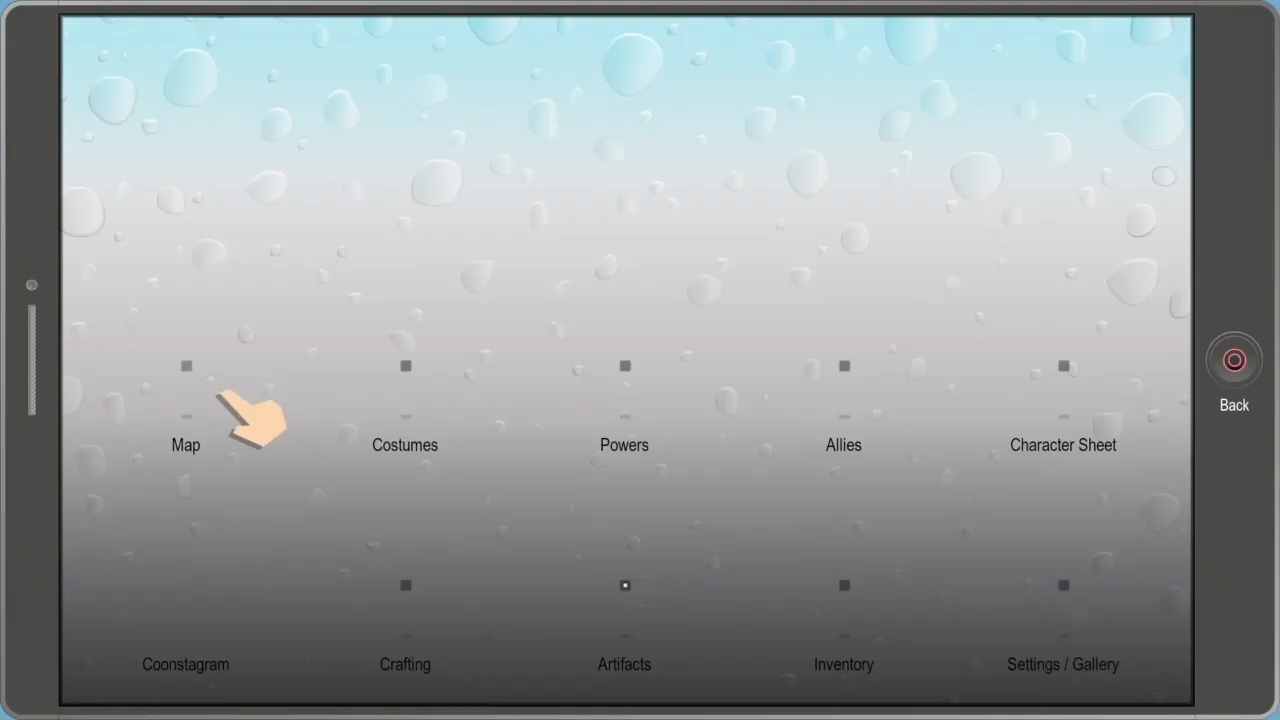 Back
Map
Costumes
Powers
Allies
Character Sheet
Coonstagram
Crafting
Artifacts
Inventory
Settings / Gallery